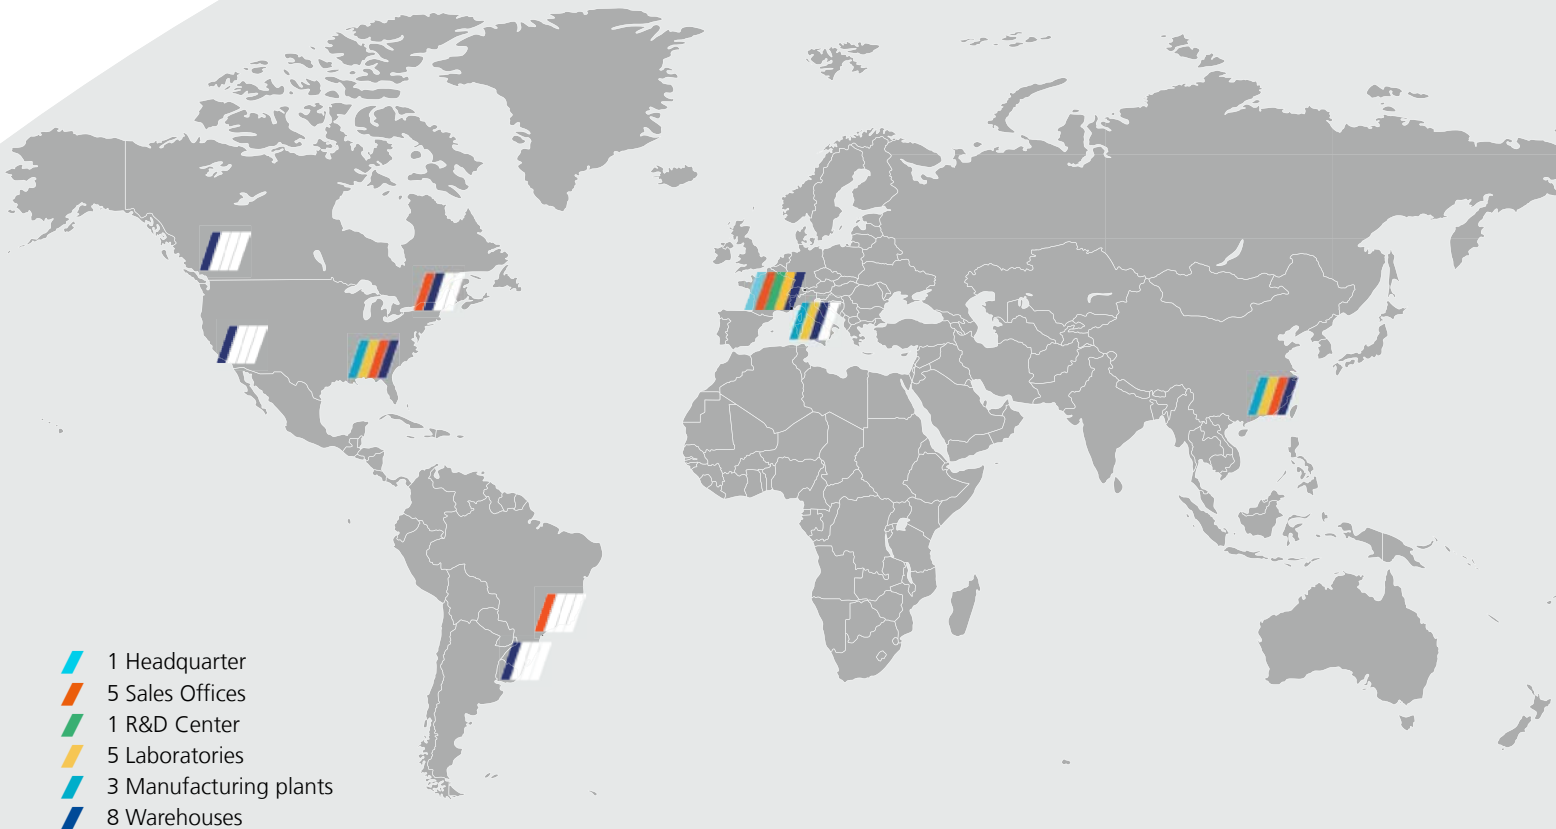 1 Headquarter
5 Sales Offices
1 R&D Center
5 Laboratories
3 Manufacturing plants
8 Warehouses